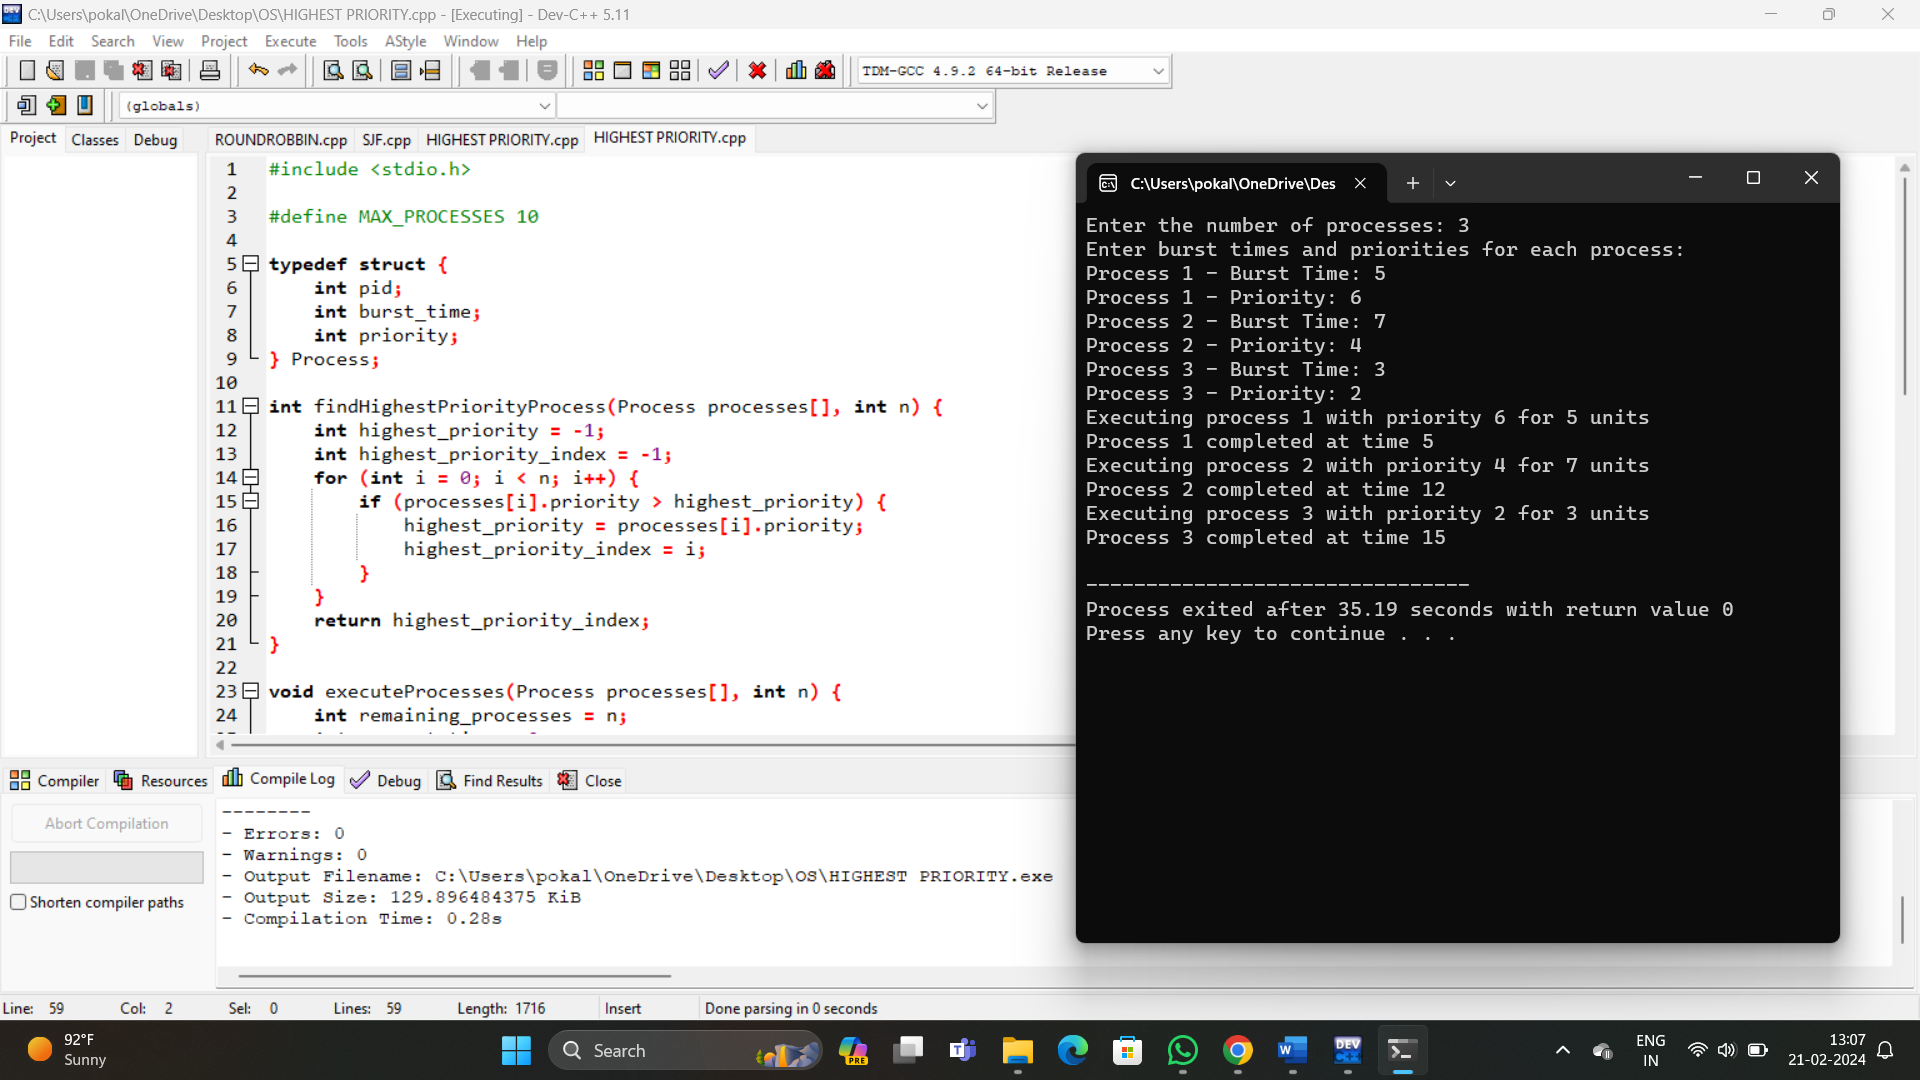 C:\Users\pokal\OneDrive\Desktop\OS\HIGHEST PRIORITY.cpp - [Executing] - Dev-C++ 5.11
File Edit Search View Project Execute Tools AStyle Window Help
TDM-GCC 4.9.2 64-bit Release
(globals)
Project Classes Debug
ROUNDROBBIN.cpp SJF.cpp HIGHEST PRIORITY.cpp HIGHEST PRIORITY.cpp
1 #include <stdio.h>
2
3 #define MAX_PROCESSES 10
4
5 typedef struct {
6 int pid;
7 int burst_time;
8 int priority;
9 } Process;
10
11 int findHighestPriorityProcess(Process processes[], int n) {
12 int highest_priority = -1;
13 int highest_priority_index = -1;
14 for (int i = 0; i < n; i++) {
15 if (processes[i].priority > highest_priority) {
16 highest_priority = processes[i].priority;
17 highest_priority_index = i;
18 }
19 }
20 return highest_priority_index;
21 }
22
23 void executeProcesses(Process processes[], int n) {
24 int remaining_processes = n;
C:\Users\pokal\OneDrive\Des
Enter the number of processes: 3
Enter burst times and priorities for each process:
Process 1 - Burst Time: 5
Process 1 - Priority: 6
Process 2 - Burst Time: 7
Process 2 - Priority: 4
Process 3 - Burst Time: 3
Process 3 - Priority: 2
Executing process 1 with priority 6 for 5 units
Process 1 completed at time 5
Executing process 2 with priority 4 for 7 units
Process 2 completed at time 12
Executing process 3 with priority 2 for 3 units
Process 3 completed at time 15
--------------------------------
Process exited after 35.19 seconds with return value 0
Press any key to continue . . .
Compiler Resources Compile Log Debug Find Results Close
Abort Compilation
Shorten compiler paths
--------
- Errors: 0
- Warnings: 0
- Output Filename: C:\Users\pokal\OneDrive\Desktop\OS\HIGHEST PRIORITY.exe
- Output Size: 129.896484375 KiB
- Compilation Time: 0.28s
Line: 59 Col: 2 Sel: 0 Lines: 59 Length: 1716 Insert Done parsing in 0 seconds
92°F
Sunny
Search
PRE
DEV C++
ENG
IN
13:07
21-02-2024